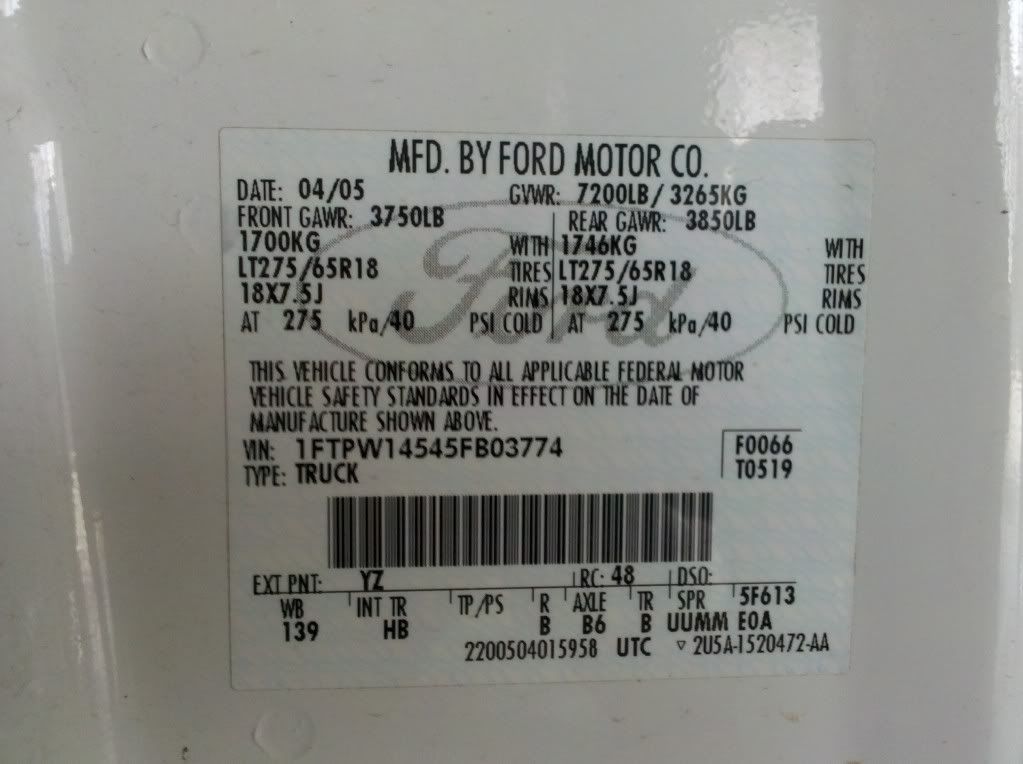 MFD. BY FORD MOTOR CO.
DATE: 04/05 GVWR: 7200LB/ 3265KG
FRONT GAWR: 3750LB REAR GAWR: 3850LB
1700KG WITH 1746KG WITH
LT275/65R18 TIRES LT275/65R18 TIRES
18X7.5J RIMS 18X7.5J RIMS
AT 275 kPa/40 PSI COLD AT 275 kPa/40 PSI COLD
Ford
THIS VEHICLE CONFORMS TO ALL APPLICABLE FEDERAL MOTOR
VEHICLE SAFETY STANDARDS IN EFFECT ON THE DATE OF
MANUFACTURE SHOWN ABOVE.
VIN: 1FTPW14545FB03774 F0066
TYPE: TRUCK T0519
EXT PNT: YZ RC: 48 DSO:
WB INT TR TP/PS R AXLE TR SPR 5F613
139 HB B B6 B UUMM E0A
2200504015958 UTC ▽ 2U5A-1520472-AA